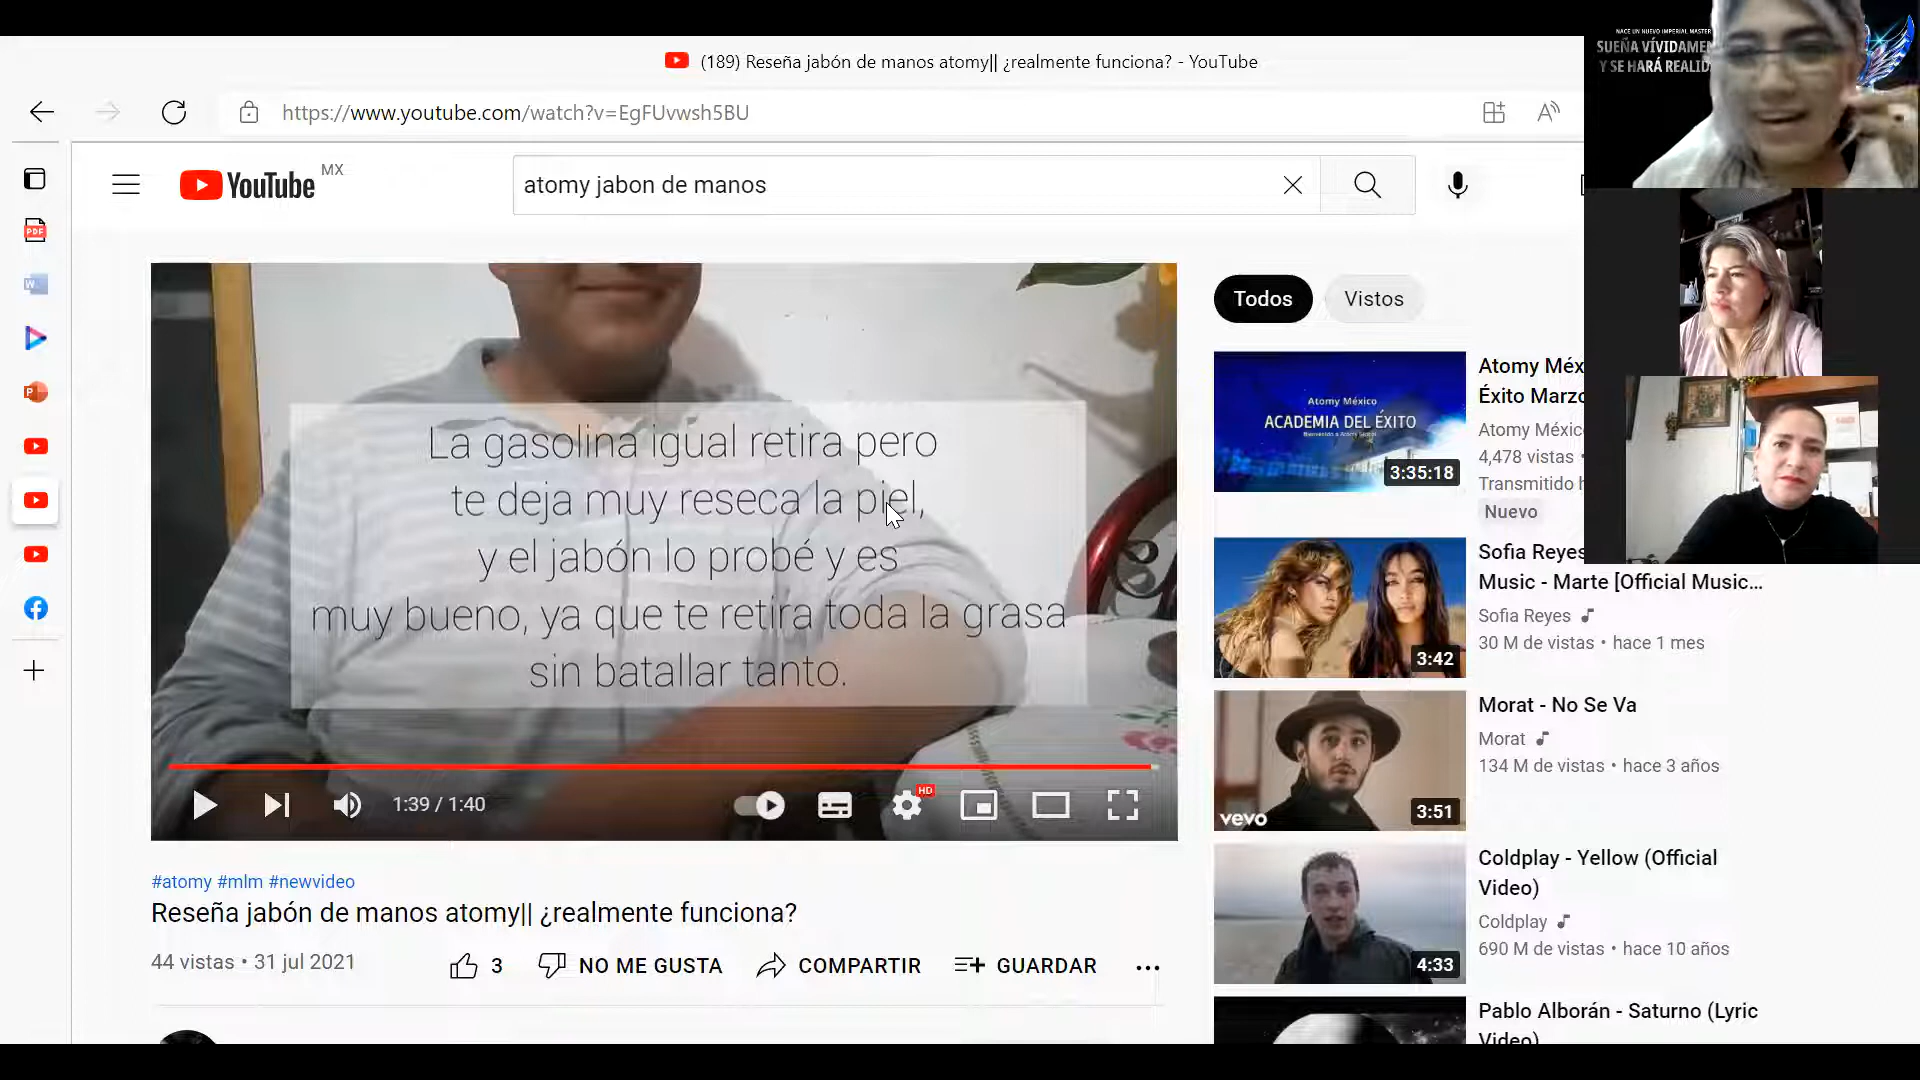 (189) Reseña jabón de manos atomy|| ¿realmente funciona? - YouTube
https://www.youtube.com/watch?v=EgFUvwsh5BU
YouTube MX
atomy jabon de manos
La gasolina igual retira pero
te deja muy reseca la piel,
y el jabón lo probé y es
muy bueno, ya que te retira toda la grasa
sin batallar tanto.
1:39 / 1:40
HD
#atomy #mlm #newvideo
Reseña jabón de manos atomy|| ¿realmente funciona?
44 vistas • 31 jul 2021
3
NO ME GUSTA
COMPARTIR
GUARDAR
Todos
Vistos
Atomy México
ACADEMIA DEL ÉXITO
3:35:18
Atomy Méx
Éxito Marzo
Atomy Méxic
4,478 vistas •
Transmitido h
Nuevo
3:42
Sofia Reyes
Music - Marte [Official Music...
Sofia Reyes
30 M de vistas • hace 1 mes
vevo
3:51
Morat - No Se Va
Morat
134 M de vistas • hace 3 años
4:33
Coldplay - Yellow (Official
Video)
Coldplay
690 M de vistas • hace 10 años
Pablo Alborán - Saturno (Lyric
Video)
NACE UN NUEVO IMPERIAL MASTER
SUEÑA VÍVIDAME
Y SE HARÁ REALID
PDF
W
P